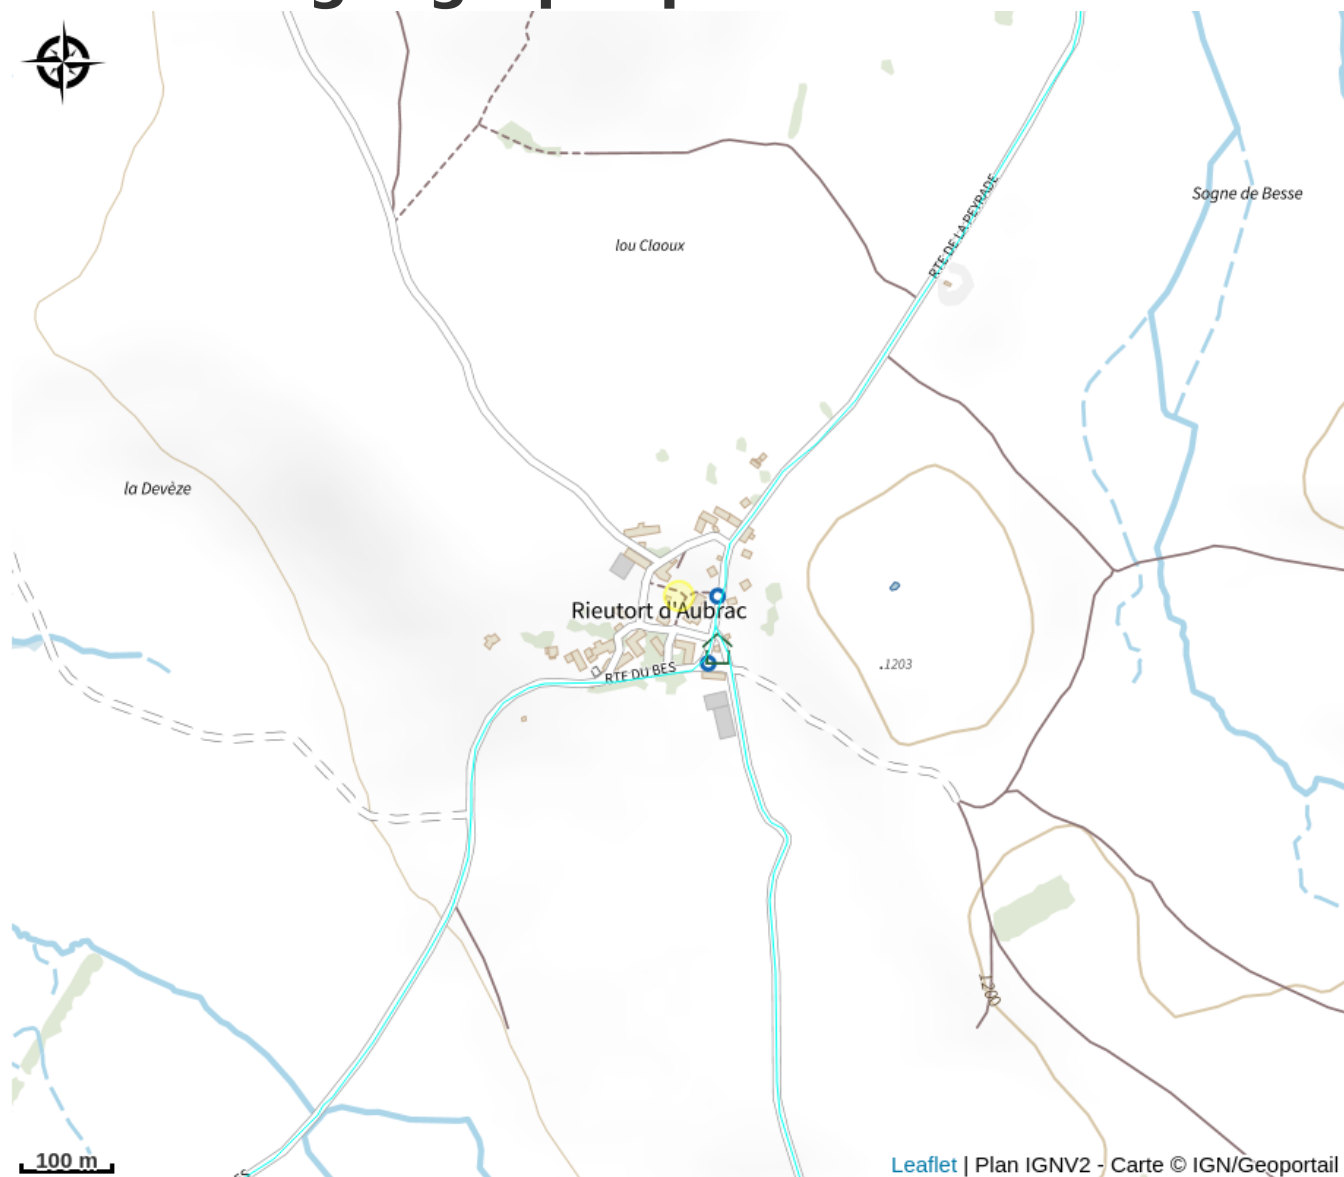 RTE DE LA PEYRADE
Sogne de Besse
lou Claoux
la Devèze
Rieutort d'Aubrac
.1203
RTE DU BES
1200
100 m
Leaflet | Plan IGNV2 - Carte © IGN/Geoportail